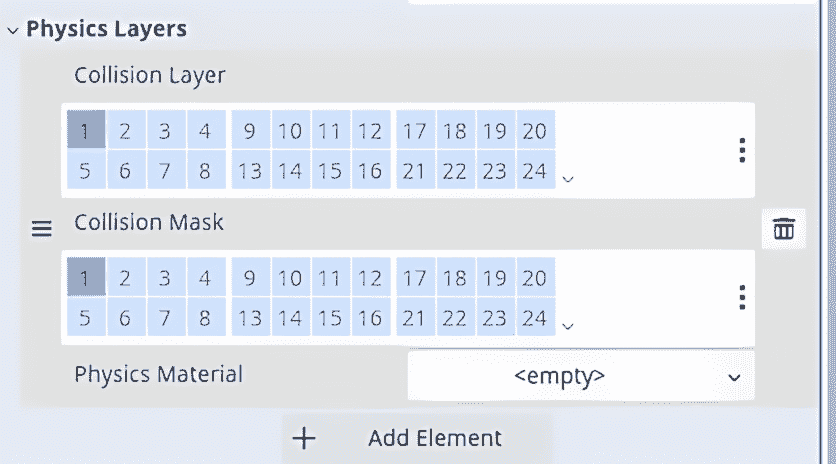 Physics Layers
Collision Layer
1 2 3 4 9 10 11 12 17 18 19 20
5 6 7 8 13 14 15 16 21 22 23 24
Collision Mask
1 2 3 4 9 10 11 12 17 18 19 20
5 6 7 8 13 14 15 16 21 22 23 24
Physics Material <empty>
+ Add Element